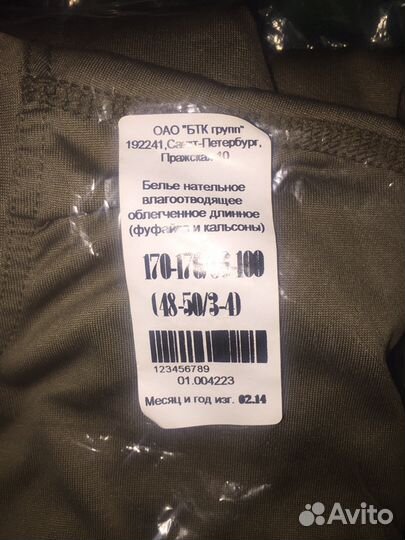 ОАО "БТК групп"
192241,Санкт-Петербург,
Пражская 10
Белье нательное
влагоотводящее
облегченное длинное
(фуфайка и кальсоны)
170-176/96-100
(48-50/3-4)
123456789
01.004223
Месяц и год изг. 02.14
Avito